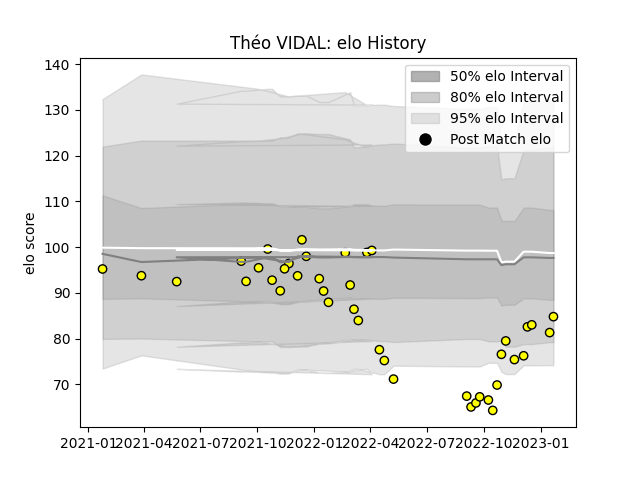 Théo VIDAL: elo History
140
130
120
110
100
90
80
70
elo score
50% elo Interval
80% elo Interval
95% elo Interval
Post Match elo
2021-01 2021-04 2021-07 2021-10 2022-01 2022-04 2022-07 2022-10 2023-01